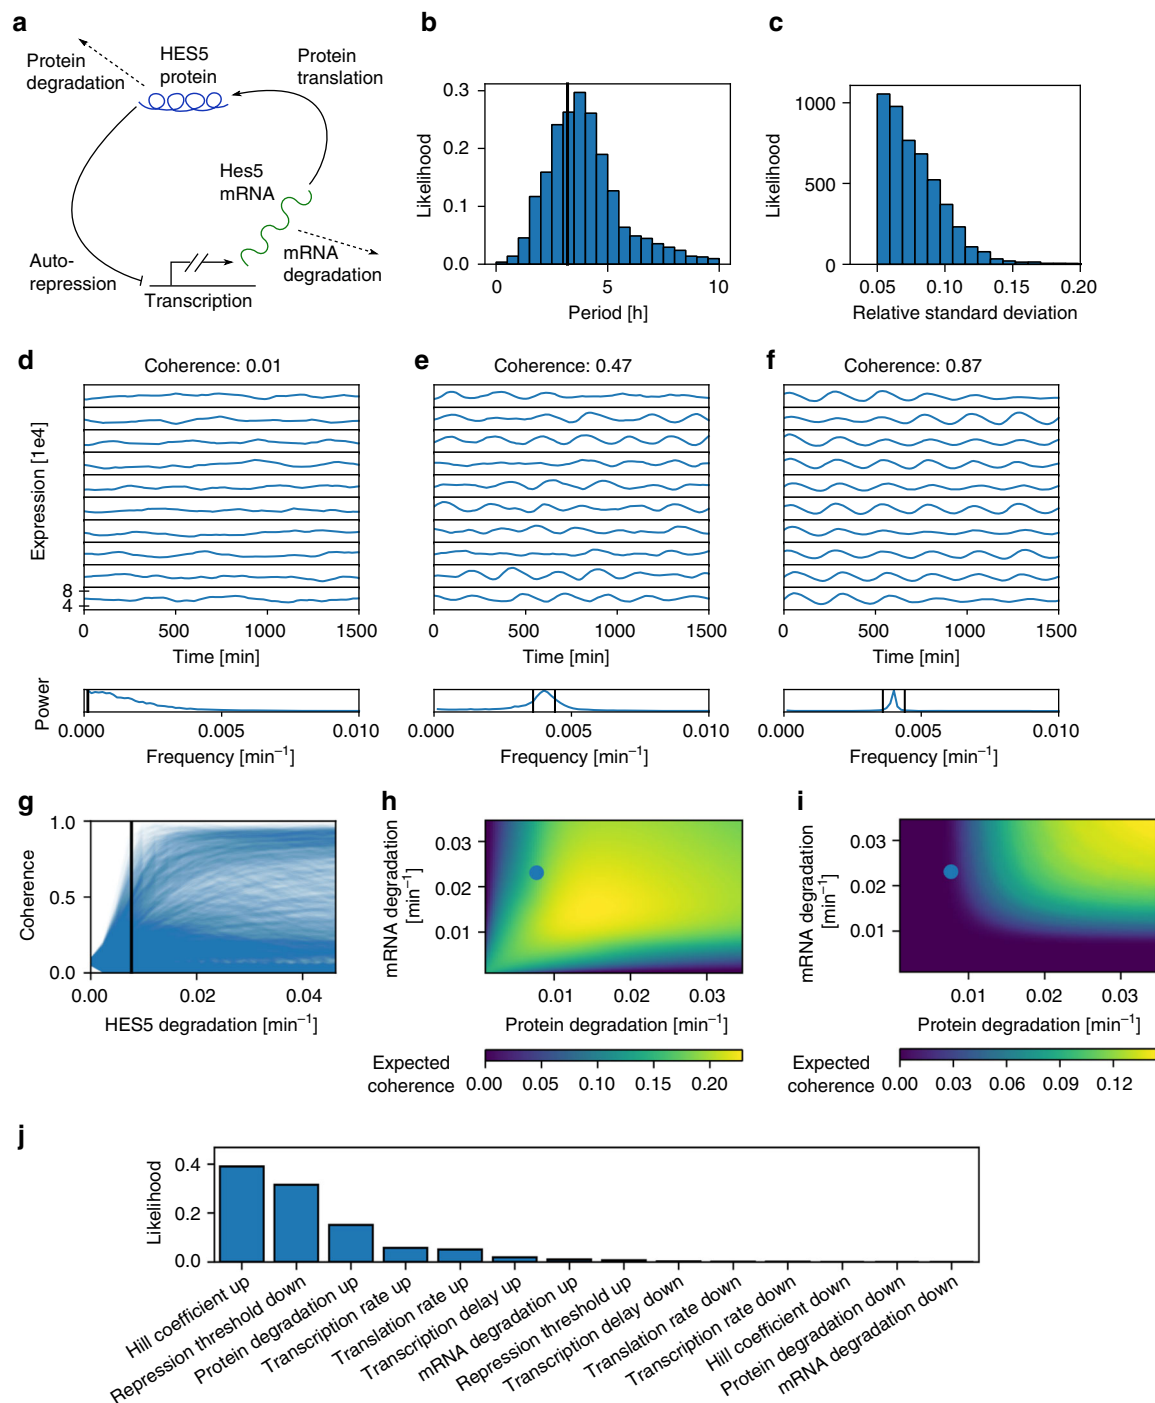 a
Protein
degradation
HES5
protein
Protein
translation
Hes5
mRNA
mRNA
degradation
Auto-
repression
Transcription
b
Likelihood
0.3
0.2
0.1
0.0
0
10
Period [h]
c
Likelihood
1000
500
0
0.05
0.10
0.15
0.20
Relative standard deviation
d
Coherence: 0.01
Expression [1e4]
8
4
0
500
1000
1500
Time [min]
Power
0.000
0.005
0.010
Frequency [min⁻¹]
e
Coherence: 0.47
0
500
1000
1500
Time [min]
0.000
0.005
0.010
Frequency [min⁻¹]
f
Coherence: 0.87
0
500
1000
1500
Time [min]
0.000
0.005
0.010
Frequency [min⁻¹]
g
Coherence
1.0
0.5
0.0
0.00
0.02
0.04
HES5 degradation [min⁻¹]
h
mRNA degradation
[min⁻¹]
0.03
0.02
0.01
0.01
0.02
0.03
Protein degradation [min⁻¹]
Expected
coherence
0.00
0.05
0.10
0.15
0.20
i
mRNA degradation
[min⁻¹]
0.03
0.02
0.01
0.01
0.02
0.03
Protein degradation [min⁻¹]
Expected
coherence
0.00
0.03
0.06
0.09
0.12
j
Likelihood
0.4
0.2
0.0
Hill coefficient up
Repression threshold down
Protein degradation up
Transcription rate up
Translation rate up
Transcription delay up
mRNA degradation up
Repression threshold up
Transcription delay down
Translation rate down
Transcription rate down
Hill coefficient down
Protein degradation down
mRNA degradation down